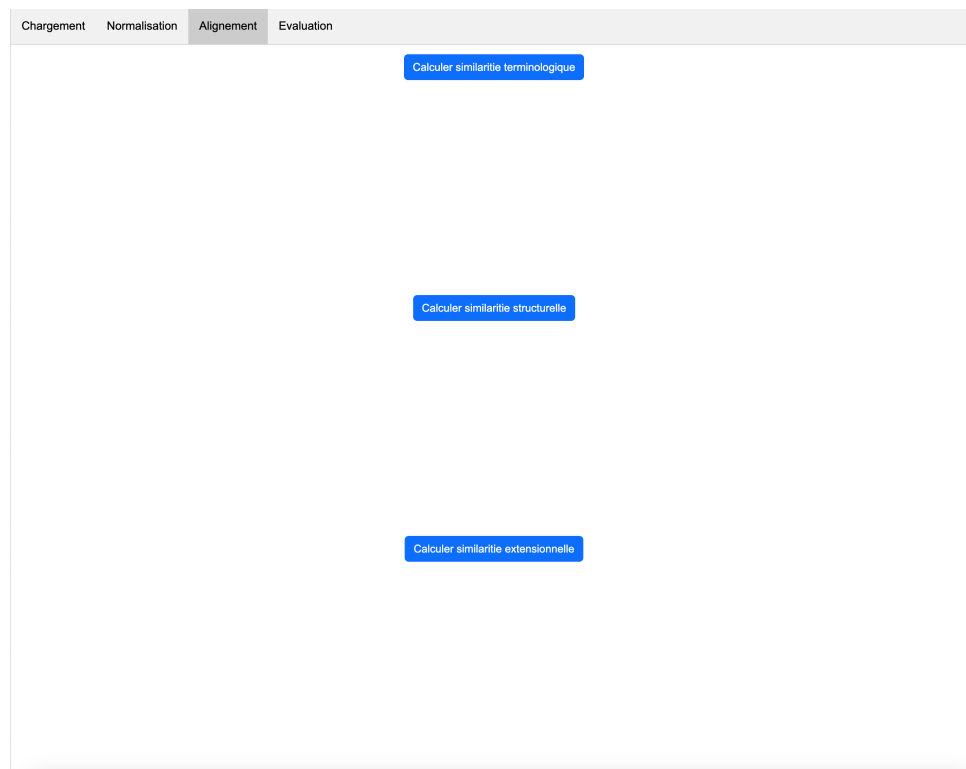 Chargement Normalisation Alignement Evaluation
Calculer similaritie terminologique
Calculer similaritie structurelle
Calculer similaritie extensionnelle